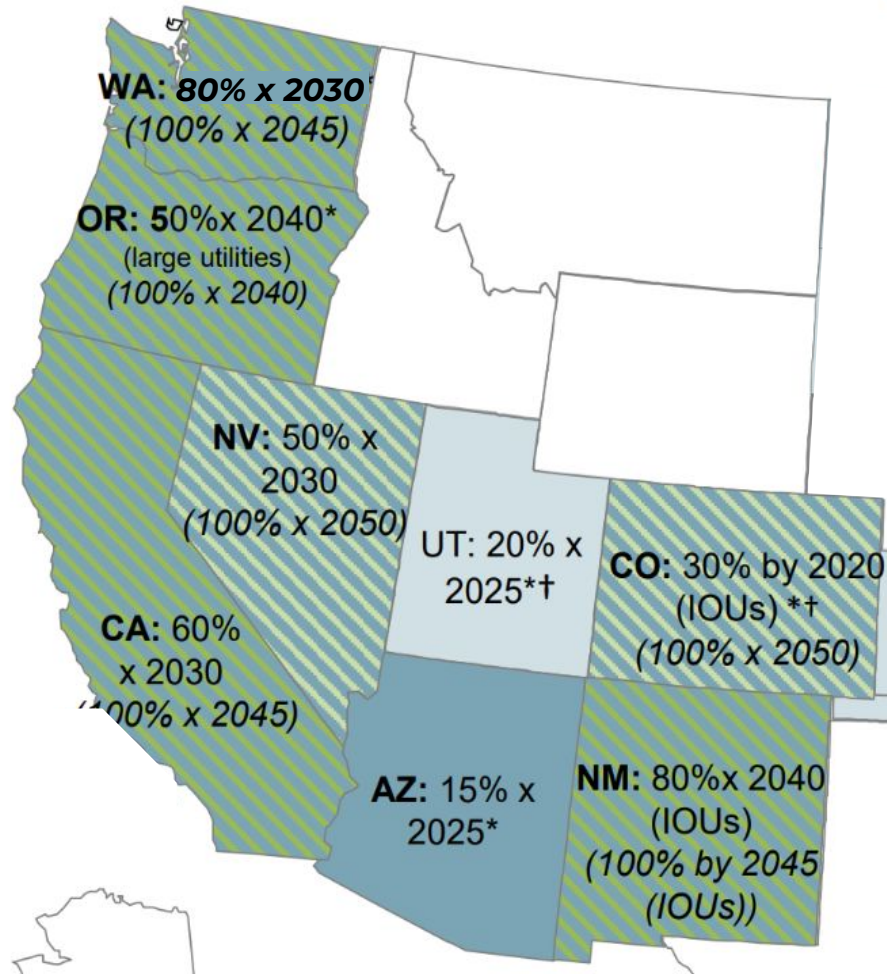 WA: 80% x 2030
(100% x 2045)
OR: 50%x 2040*
(large utilities)
(100% x 2040)
NV: 50% x
2030
(100% x 2050)
UT: 20% x
2025*†
CO: 30% by 2020
(IOUs) *†
(100% x 2050)
CA: 60%
x 2030
(100% x 2045)
AZ: 15% x
2025*
NM: 80%x 2040
(IOUs)
(100% by 2045
(IOUs))